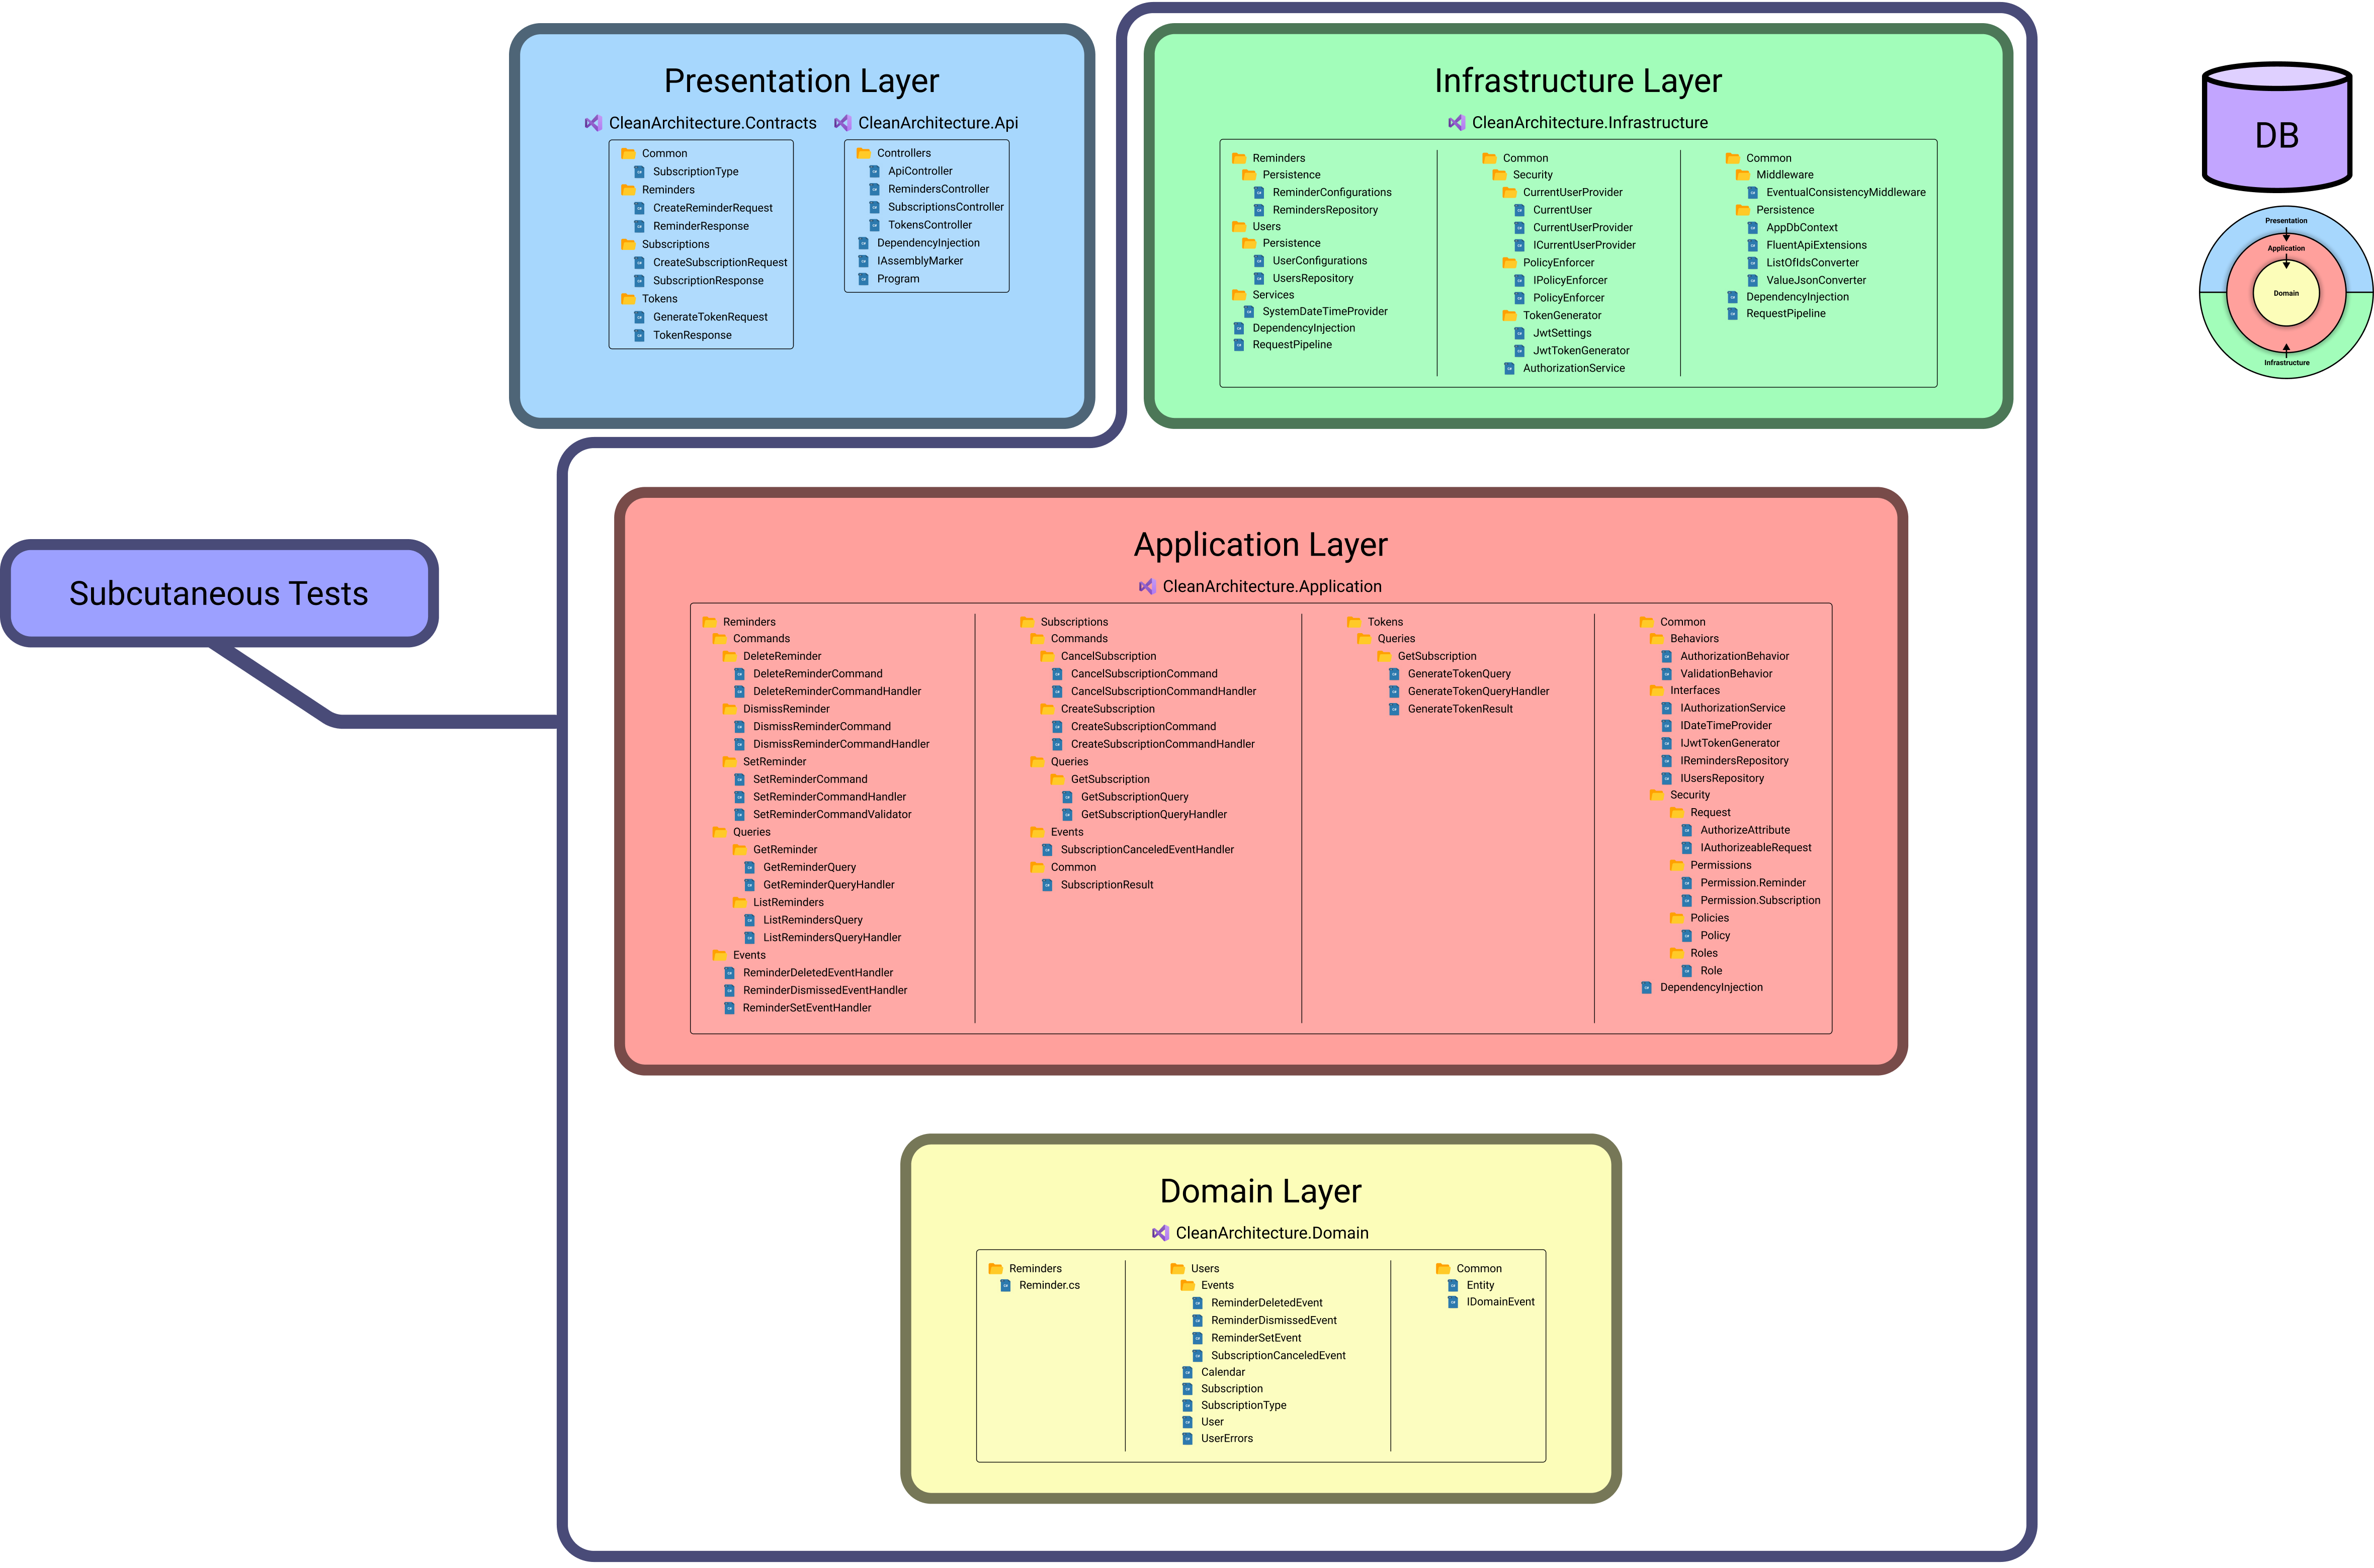 Presentation Layer
CleanArchitecture.Contracts
Common
SubscriptionType
Reminders
CreateReminderRequest
ReminderResponse
Subscriptions
CreateSubscriptionRequest
SubscriptionResponse
Tokens
GenerateTokenRequest
TokenResponse
CleanArchitecture.Api
Controllers
ApiController
RemindersController
SubscriptionsController
TokensController
DependencyInjection
IAssemblyMarker
Program
Infrastructure Layer
CleanArchitecture.Infrastructure
Reminders
Persistence
ReminderConfigurations
RemindersRepository
Users
Persistence
UserConfigurations
UsersRepository
Services
SystemDateTimeProvider
DependencyInjection
RequestPipeline
Common
Security
CurrentUserProvider
CurrentUser
CurrentUserProvider
ICurrentUserProvider
PolicyEnforcer
IPolicyEnforcer
PolicyEnforcer
TokenGenerator
JwtSettings
JwtTokenGenerator
AuthorizationService
Common
Middleware
EventualConsistencyMiddleware
Persistence
AppDbContext
FluentApiExtensions
ListOfIdsConverter
ValueJsonConverter
DependencyInjection
RequestPipeline
DB
Presentation
Application
Domain
Infrastructure
Subcutaneous Tests
Application Layer
CleanArchitecture.Application
Reminders
Commands
DeleteReminder
DeleteReminderCommand
DeleteReminderCommandHandler
DismissReminder
DismissReminderCommand
DismissReminderCommandHandler
SetReminder
SetReminderCommand
SetReminderCommandHandler
SetReminderCommandValidator
Queries
GetReminder
GetReminderQuery
GetReminderQueryHandler
ListReminders
ListRemindersQuery
ListRemindersQueryHandler
Events
ReminderDeletedEventHandler
ReminderDismissedEventHandler
ReminderSetEventHandler
Subscriptions
Commands
CancelSubscription
CancelSubscriptionCommand
CancelSubscriptionCommandHandler
CreateSubscription
CreateSubscriptionCommand
CreateSubscriptionCommandHandler
Queries
GetSubscription
GetSubscriptionQuery
GetSubscriptionQueryHandler
Events
SubscriptionCanceledEventHandler
Common
SubscriptionResult
Tokens
Queries
GetSubscription
GenerateTokenQuery
GenerateTokenQueryHandler
GenerateTokenResult
Common
Behaviors
AuthorizationBehavior
ValidationBehavior
Interfaces
IAuthorizationService
IDateTimeProvider
IJwtTokenGenerator
IRemindersRepository
IUsersRepository
Security
Request
AuthorizeAttribute
IAuthorizeableRequest
Permissions
Permission.Reminder
Permission.Subscription
Policies
Policy
Roles
Role
DependencyInjection
Domain Layer
CleanArchitecture.Domain
Reminders
Reminder.cs
Users
Events
ReminderDeletedEvent
ReminderDismissedEvent
ReminderSetEvent
SubscriptionCanceledEvent
Calendar
Subscription
SubscriptionType
User
UserErrors
Common
Entity
IDomainEvent